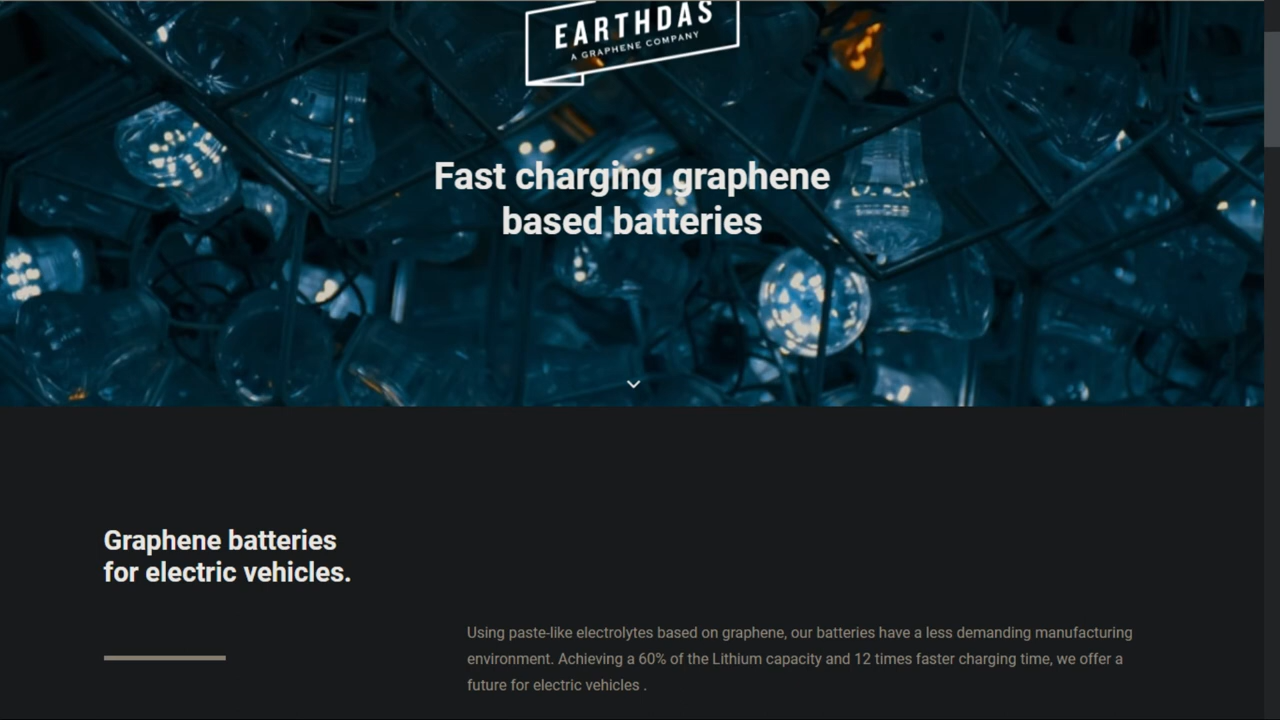 EARTHDAS
A GRAPHENE COMPANY
Fast charging graphene
based batteries
Graphene batteries
for electric vehicles.
Using paste-like electrolytes based on graphene, our batteries have a less demanding manufacturing
environment. Achieving a 60% of the Lithium capacity and 12 times faster charging time, we offer a
future for electric vehicles .